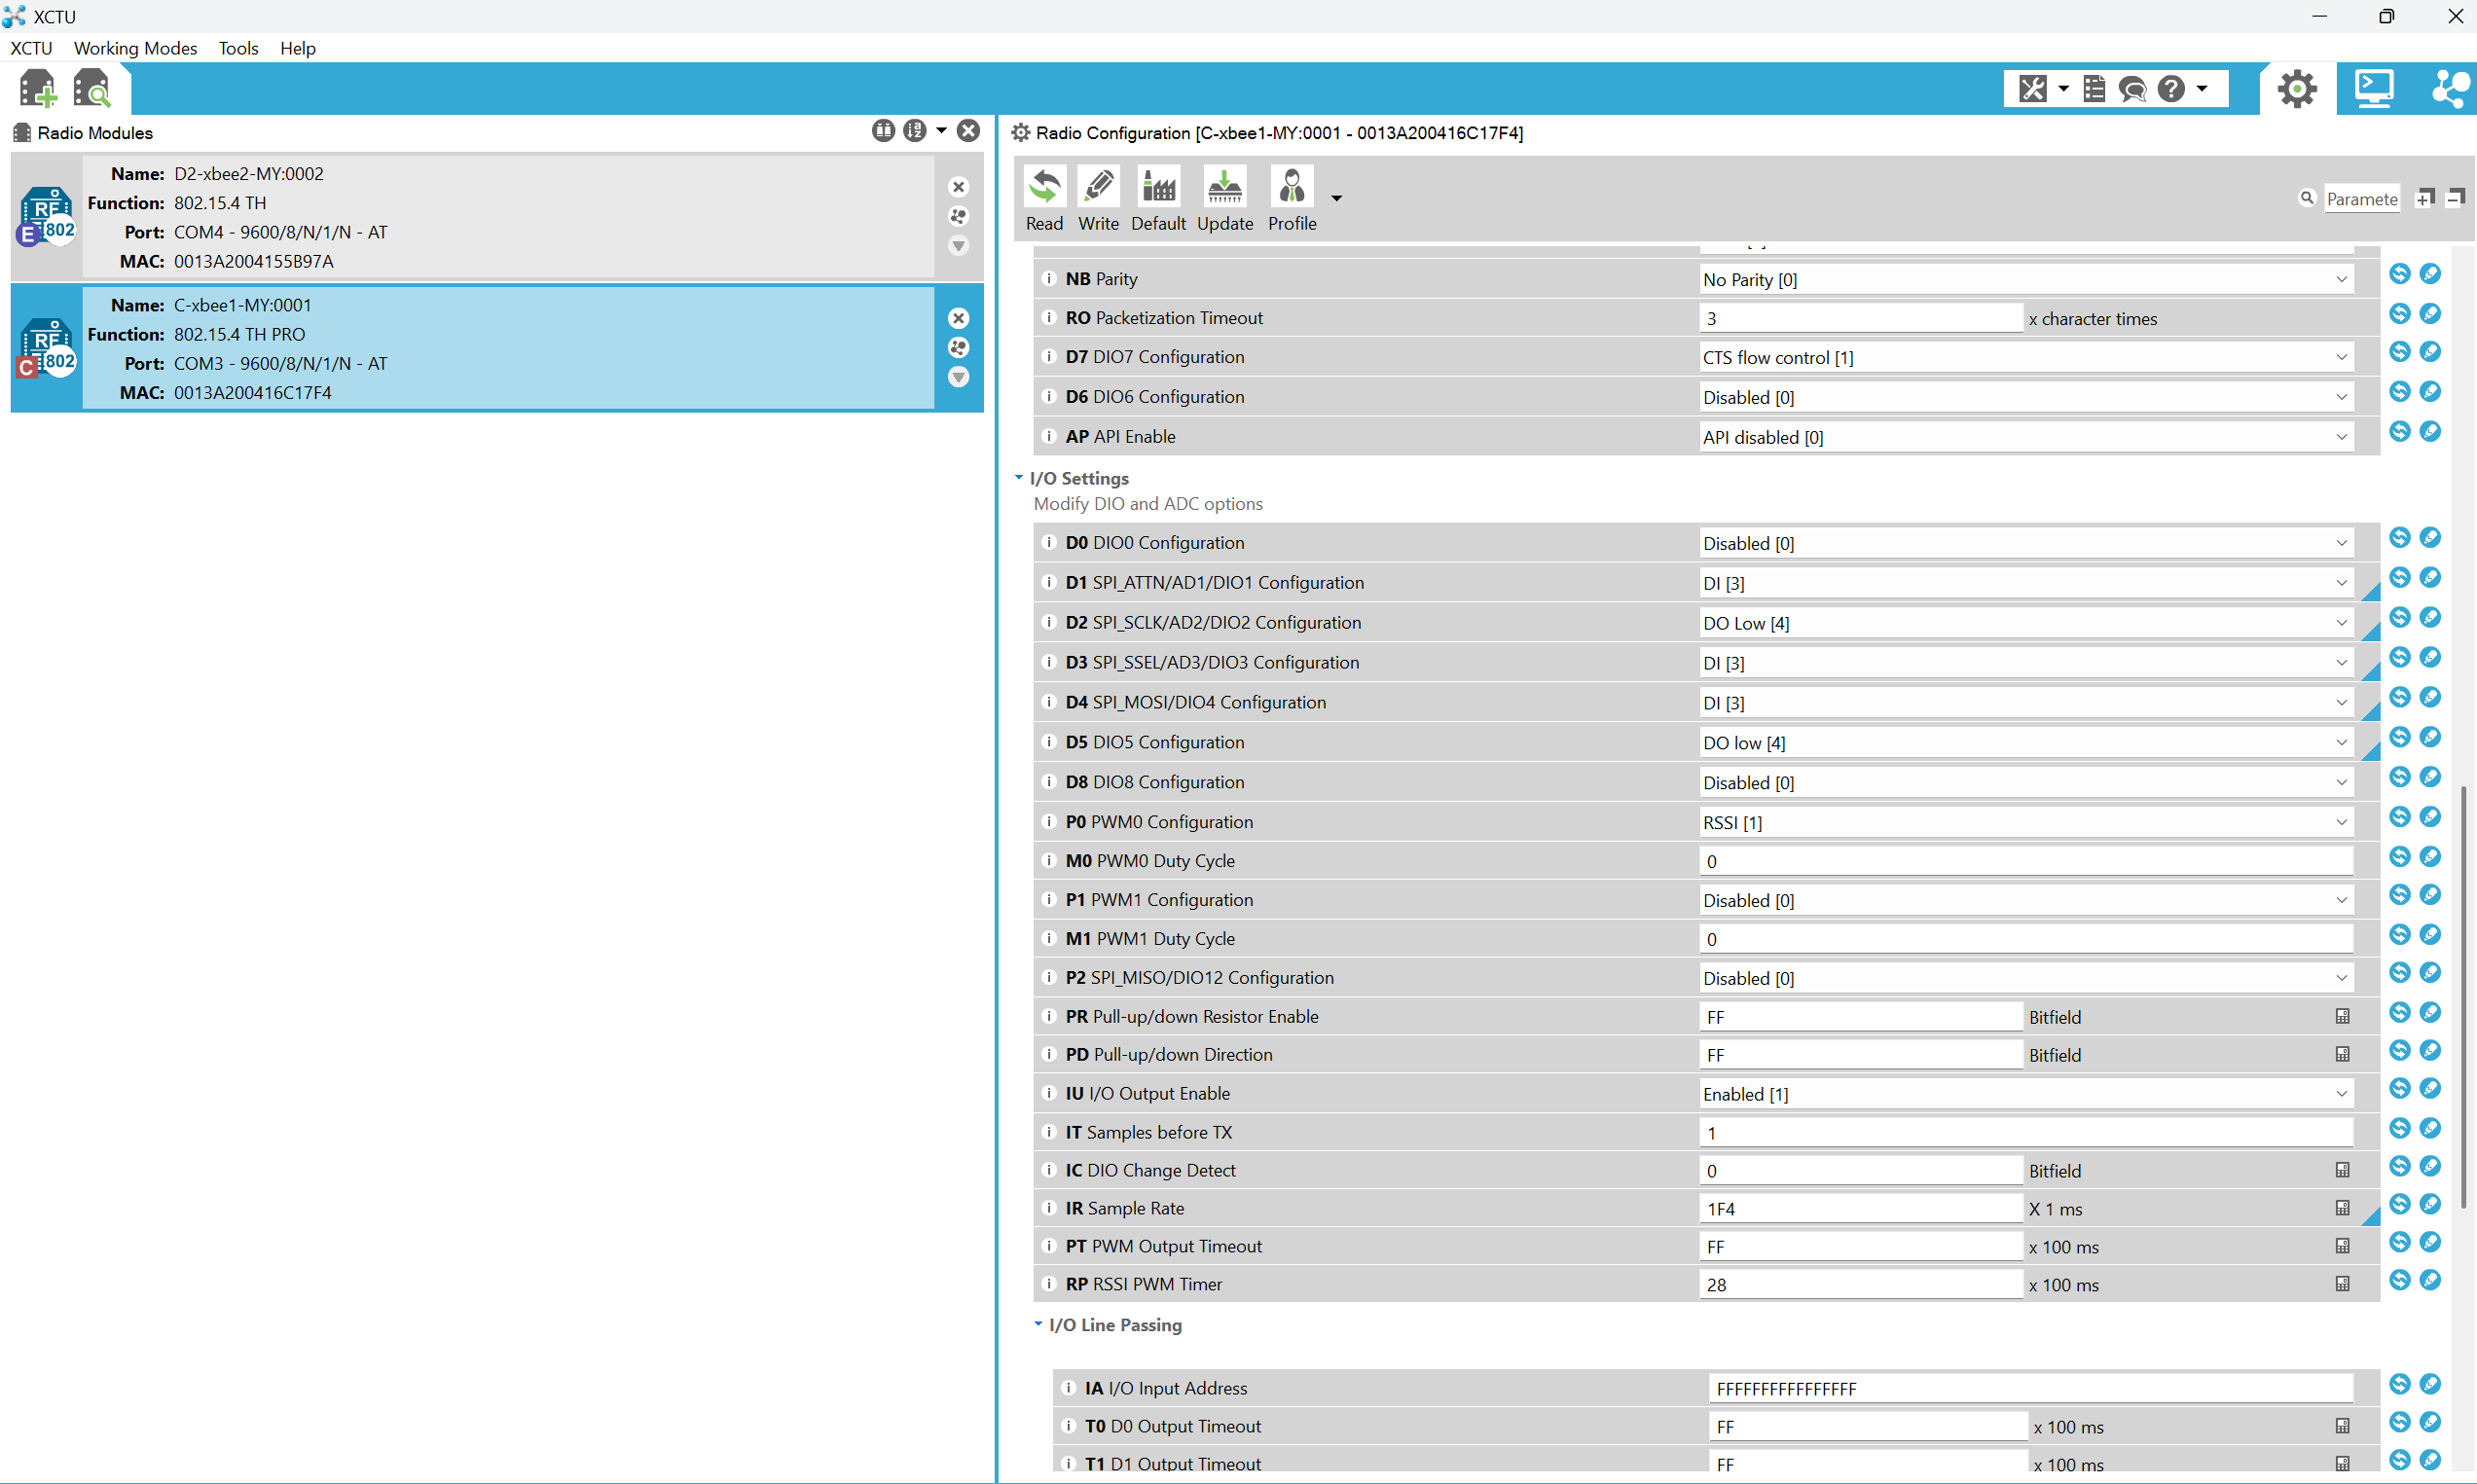 XCTU
XCTU Working Modes Tools Help
Radio Modules
Name: D2-xbee2-MY:0002
Function: 802.15.4 TH
Port: COM4 - 9600/8/N/1/N - AT
MAC: 0013A2004155B97A
RF
802
E
Name: C-xbee1-MY:0001
Function: 802.15.4 TH PRO
Port: COM3 - 9600/8/N/1/N - AT
MAC: 0013A200416C17F4
RF
802
C
Radio Configuration [C-xbee1-MY:0001 - 0013A200416C17F4]
Read Write Default Update Profile
Paramete
NB Parity No Parity [0]
RO Packetization Timeout 3 x character times
D7 DIO7 Configuration CTS flow control [1]
D6 DIO6 Configuration Disabled [0]
AP API Enable API disabled [0]
I/O Settings
Modify DIO and ADC options
D0 DIO0 Configuration Disabled [0]
D1 SPI_ATTN/AD1/DIO1 Configuration DI [3]
D2 SPI_SCLK/AD2/DIO2 Configuration DO Low [4]
D3 SPI_SSEL/AD3/DIO3 Configuration DI [3]
D4 SPI_MOSI/DIO4 Configuration DI [3]
D5 DIO5 Configuration DO low [4]
D8 DIO8 Configuration Disabled [0]
P0 PWM0 Configuration RSSI [1]
M0 PWM0 Duty Cycle 0
P1 PWM1 Configuration Disabled [0]
M1 PWM1 Duty Cycle 0
P2 SPI_MISO/DIO12 Configuration Disabled [0]
PR Pull-up/down Resistor Enable FF Bitfield
PD Pull-up/down Direction FF Bitfield
IU I/O Output Enable Enabled [1]
IT Samples before TX 1
IC DIO Change Detect 0 Bitfield
IR Sample Rate 1F4 X 1 ms
PT PWM Output Timeout FF x 100 ms
RP RSSI PWM Timer 28 x 100 ms
I/O Line Passing
IA I/O Input Address FFFFFFFFFFFFFFFF
T0 D0 Output Timeout FF x 100 ms
T1 D1 Output Timeout FF x 100 ms